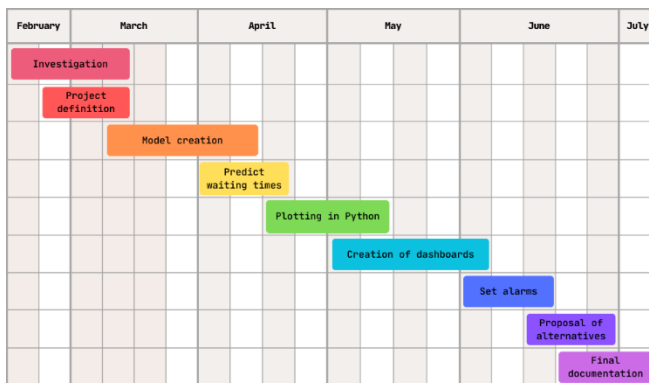 February March April May June July
Investigation
Project
definition
Model creation
Predict
waiting times
Plotting in Python
Creation of dashboards
Set alarms
Proposal of
alternatives
Final
documentation